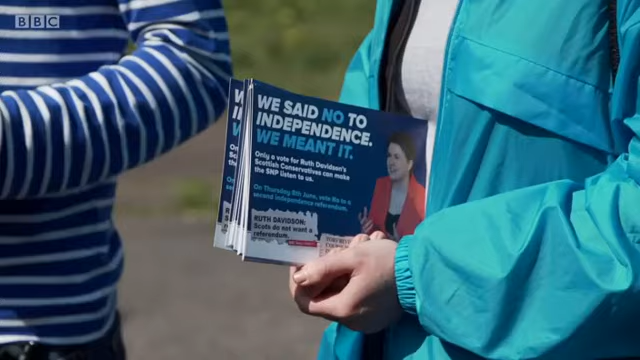 BBC
WE SAID NO TO
INDEPENDENCE.
WE MEANT IT.
Only a vote for Ruth Davidson's
Scottish Conservatives can make
the SNP listen to us.
On Thursday 8th June, vote No to a
second independence referendum.
RUTH DAVIDSON:
Scots do not want a
referendum.
W